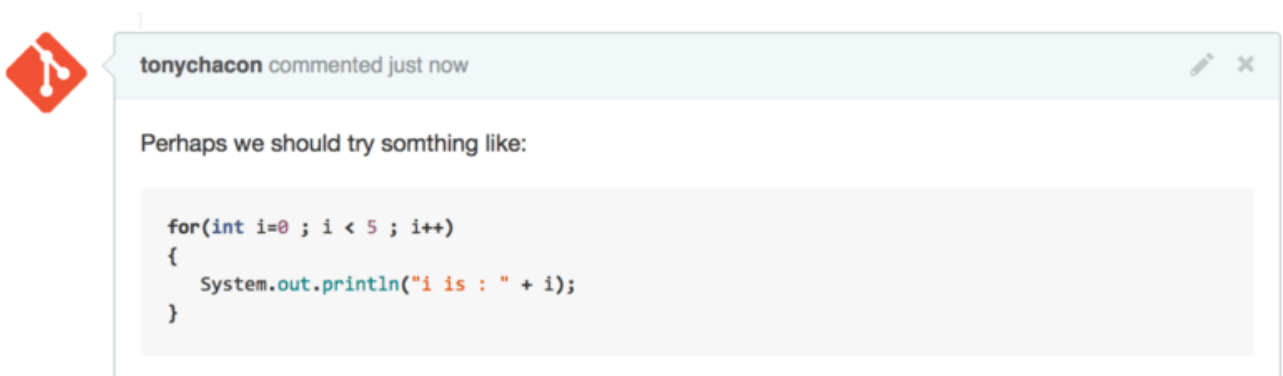 tonychacon commented just now
Perhaps we should try somthing like:
for(int i=0 ; i < 5 ; i++)
{
   System.out.println("i is : " + i);
}